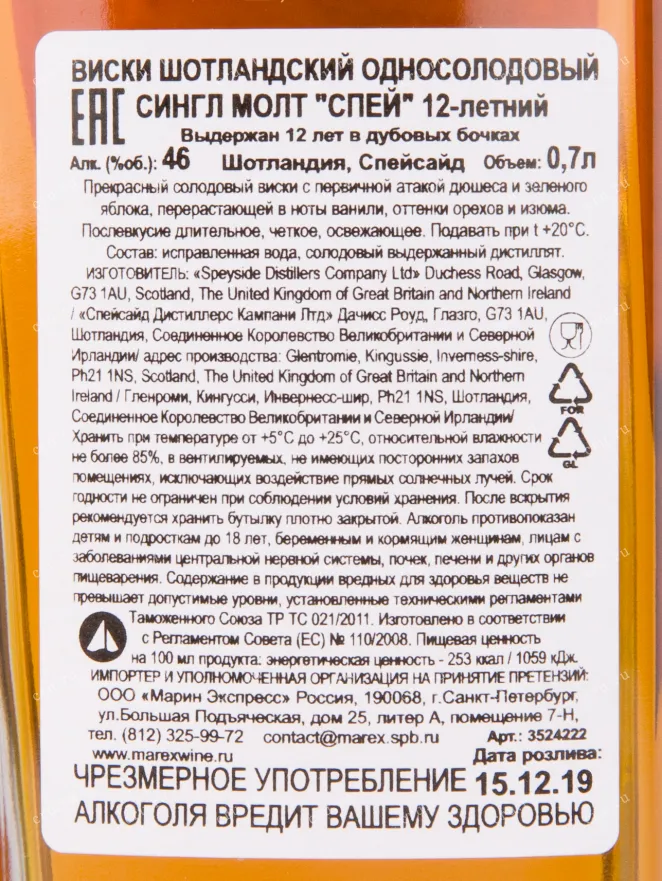 ВИСКИ ШОТЛАНДСКИЙ ОДНОСОЛОДОВЫЙ
EAC СИНГЛ МОЛТ "СПЕЙ" 12-летний
Выдержан 12 лет в дубовых бочках
Алк. (%об.): 46 Шотландия, Спейсайд Объем: 0,7л
Прекрасный солодовый виски с первичной атакой дюшеса и зеленого
яблока, перерастающей в ноты ванили, оттенки орехов и изюма.
Послевкусие длительное, четкое, освежающее. Подавать при t +20°C.
Состав: исправленная вода, солодовый выдержанный дистиллят.
ИЗГОТОВИТЕЛЬ: «Speyside Distillers Company Ltd» Duchess Road, Glasgow,
G73 1AU, Scotland, The United Kingdom of Great Britain and Northern Ireland
/ «Спейсайд Дистиллерс Кампани Лтд» Дачисс Роуд, Глазго, G73 1AU,
Шотландия, Соединенное Королевство Великобритании и Северной
Ирландии/ адрес производства: Glentromie, Kingussie, Inverness-shire,
Ph21 1NS, Scotland, The United Kingdom of Great Britain and Northern
Ireland / Гленроми, Кингусси, Инвернесс-шир, Ph21 1NS, Шотландия,
FOR
Соединенное Королевство Великобритании и Северной Ирландии/
Хранить при температуре от +5°C до +25°C, относительной влажности
не более 85%, в вентилируемых, не имеющих посторонних запахов
GL
помещениях, исключающих воздействие прямых солнечных лучей. Срок
годности не ограничен при соблюдении условий хранения. После вскрытия
рекомендуется хранить бутылку плотно закрытой. Алкоголь противопоказан
детям и подросткам до 18 лет, беременным и кормящим женщинам, лицам с
заболеваниями центральной нервной системы, почек, печени и других органов
пищеварения. Содержание в продукции вредных для здоровья веществ не
превышает допустимые уровни, установленные техническими регламентами
Таможенного Союза ТР ТС 021/2011. Изготовлено в соответствии
с Регламентом Совета (ЕС) № 110/2008. Пищевая ценность
на 100 мл продукта: энергетическая ценность - 253 ккал / 1059 кДж.
ИМПОРТЕР И УПОЛНОМОЧЕННАЯ ОРГАНИЗАЦИЯ НА ПРИНЯТИЕ ПРЕТЕНЗИЙ:
ООО «Марин Экспресс» Россия, 190068, г.Санкт-Петербург,
ул.Большая Подъяческая, дом 25, литер А, помещение 7-Н,
тел. (812) 325-99-72 contact@marex.spb.ru Арт.: 3524222
www.marexwine.ru Дата розлива:
ЧРЕЗМЕРНОЕ УПОТРЕБЛЕНИЕ 15.12.19
АЛКОГОЛЯ ВРЕДИТ ВАШЕМУ ЗДОРОВЬЮ